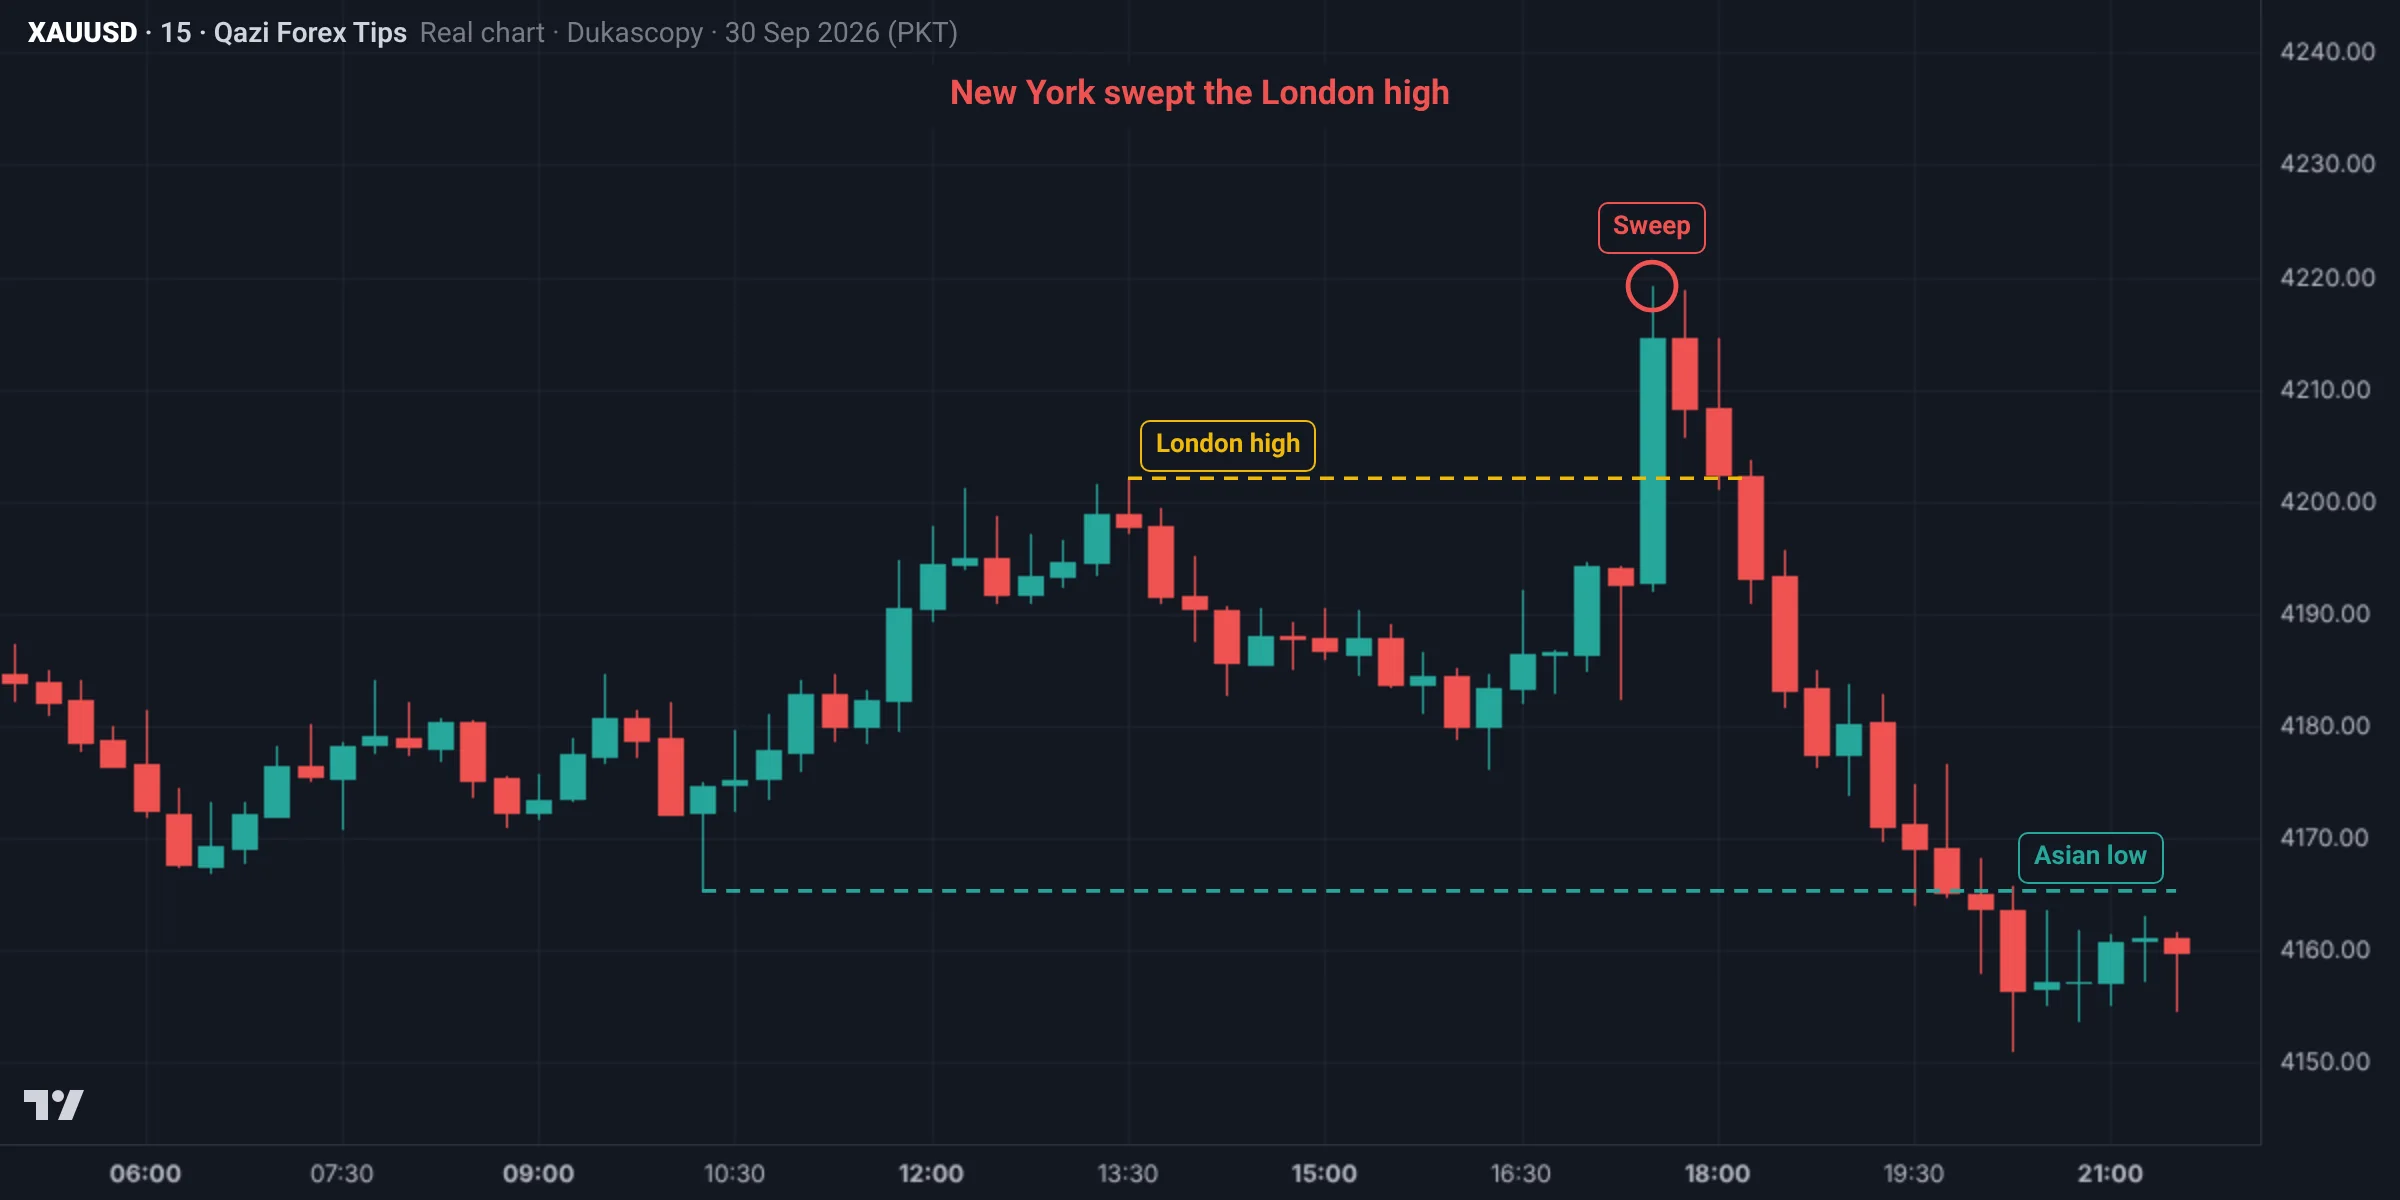 XAUUSD · 15 · Qazi Forex Tips Real chart · Dukascopy · 30 Sep 2026 (PKT)
New York swept the London high
Sweep
London high
Asian low
4240.00
4230.00
4220.00
4210.00
4200.00
4190.00
4180.00
4170.00
4160.00
4150.00
06:00 07:30 09:00 10:30 12:00 13:30 15:00 16:30 18:00 19:30 21:00